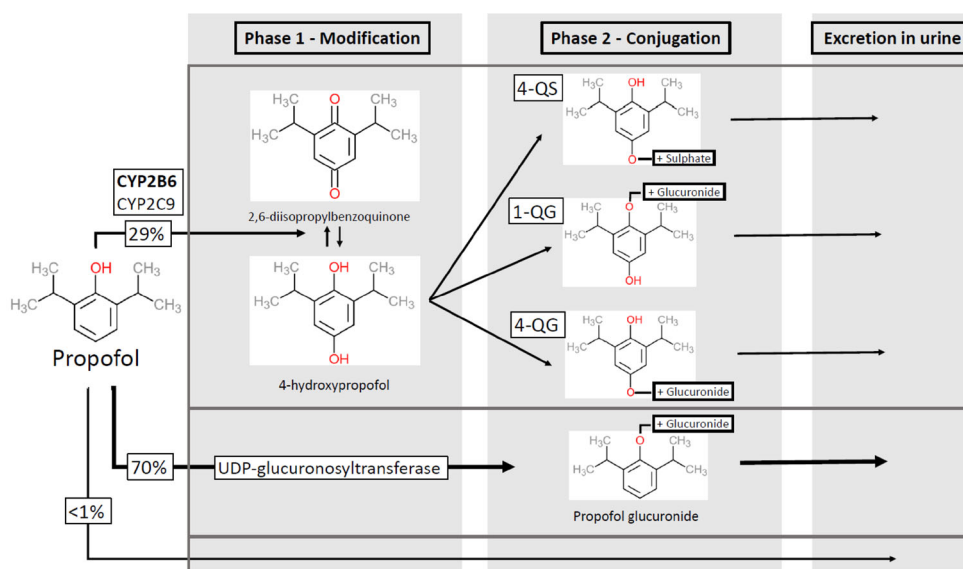 Phase 1 - Modification
Phase 2 - Conjugation
Excretion in urine
CYP2B6
CYP2C9
29%
OH
H₃C
CH₃
H₃C
CH₃
Propofol
70%
<1%
O
H₃C
CH₃
H₃C
CH₃
O
2,6-diisopropylbenzoquinone
OH
H₃C
CH₃
H₃C
CH₃
OH
4-hydroxypropofol
UDP-glucuronosyltransferase
4-QS
OH
H₃C
CH₃
H₃C
CH₃
O
+ Sulphate
1-QG
+ Glucuronide
O
H₃C
CH₃
H₃C
CH₃
OH
4-QG
OH
H₃C
CH₃
H₃C
CH₃
O
+ Glucuronide
+ Glucuronide
O
H₃C
CH₃
H₃C
CH₃
Propofol glucuronide